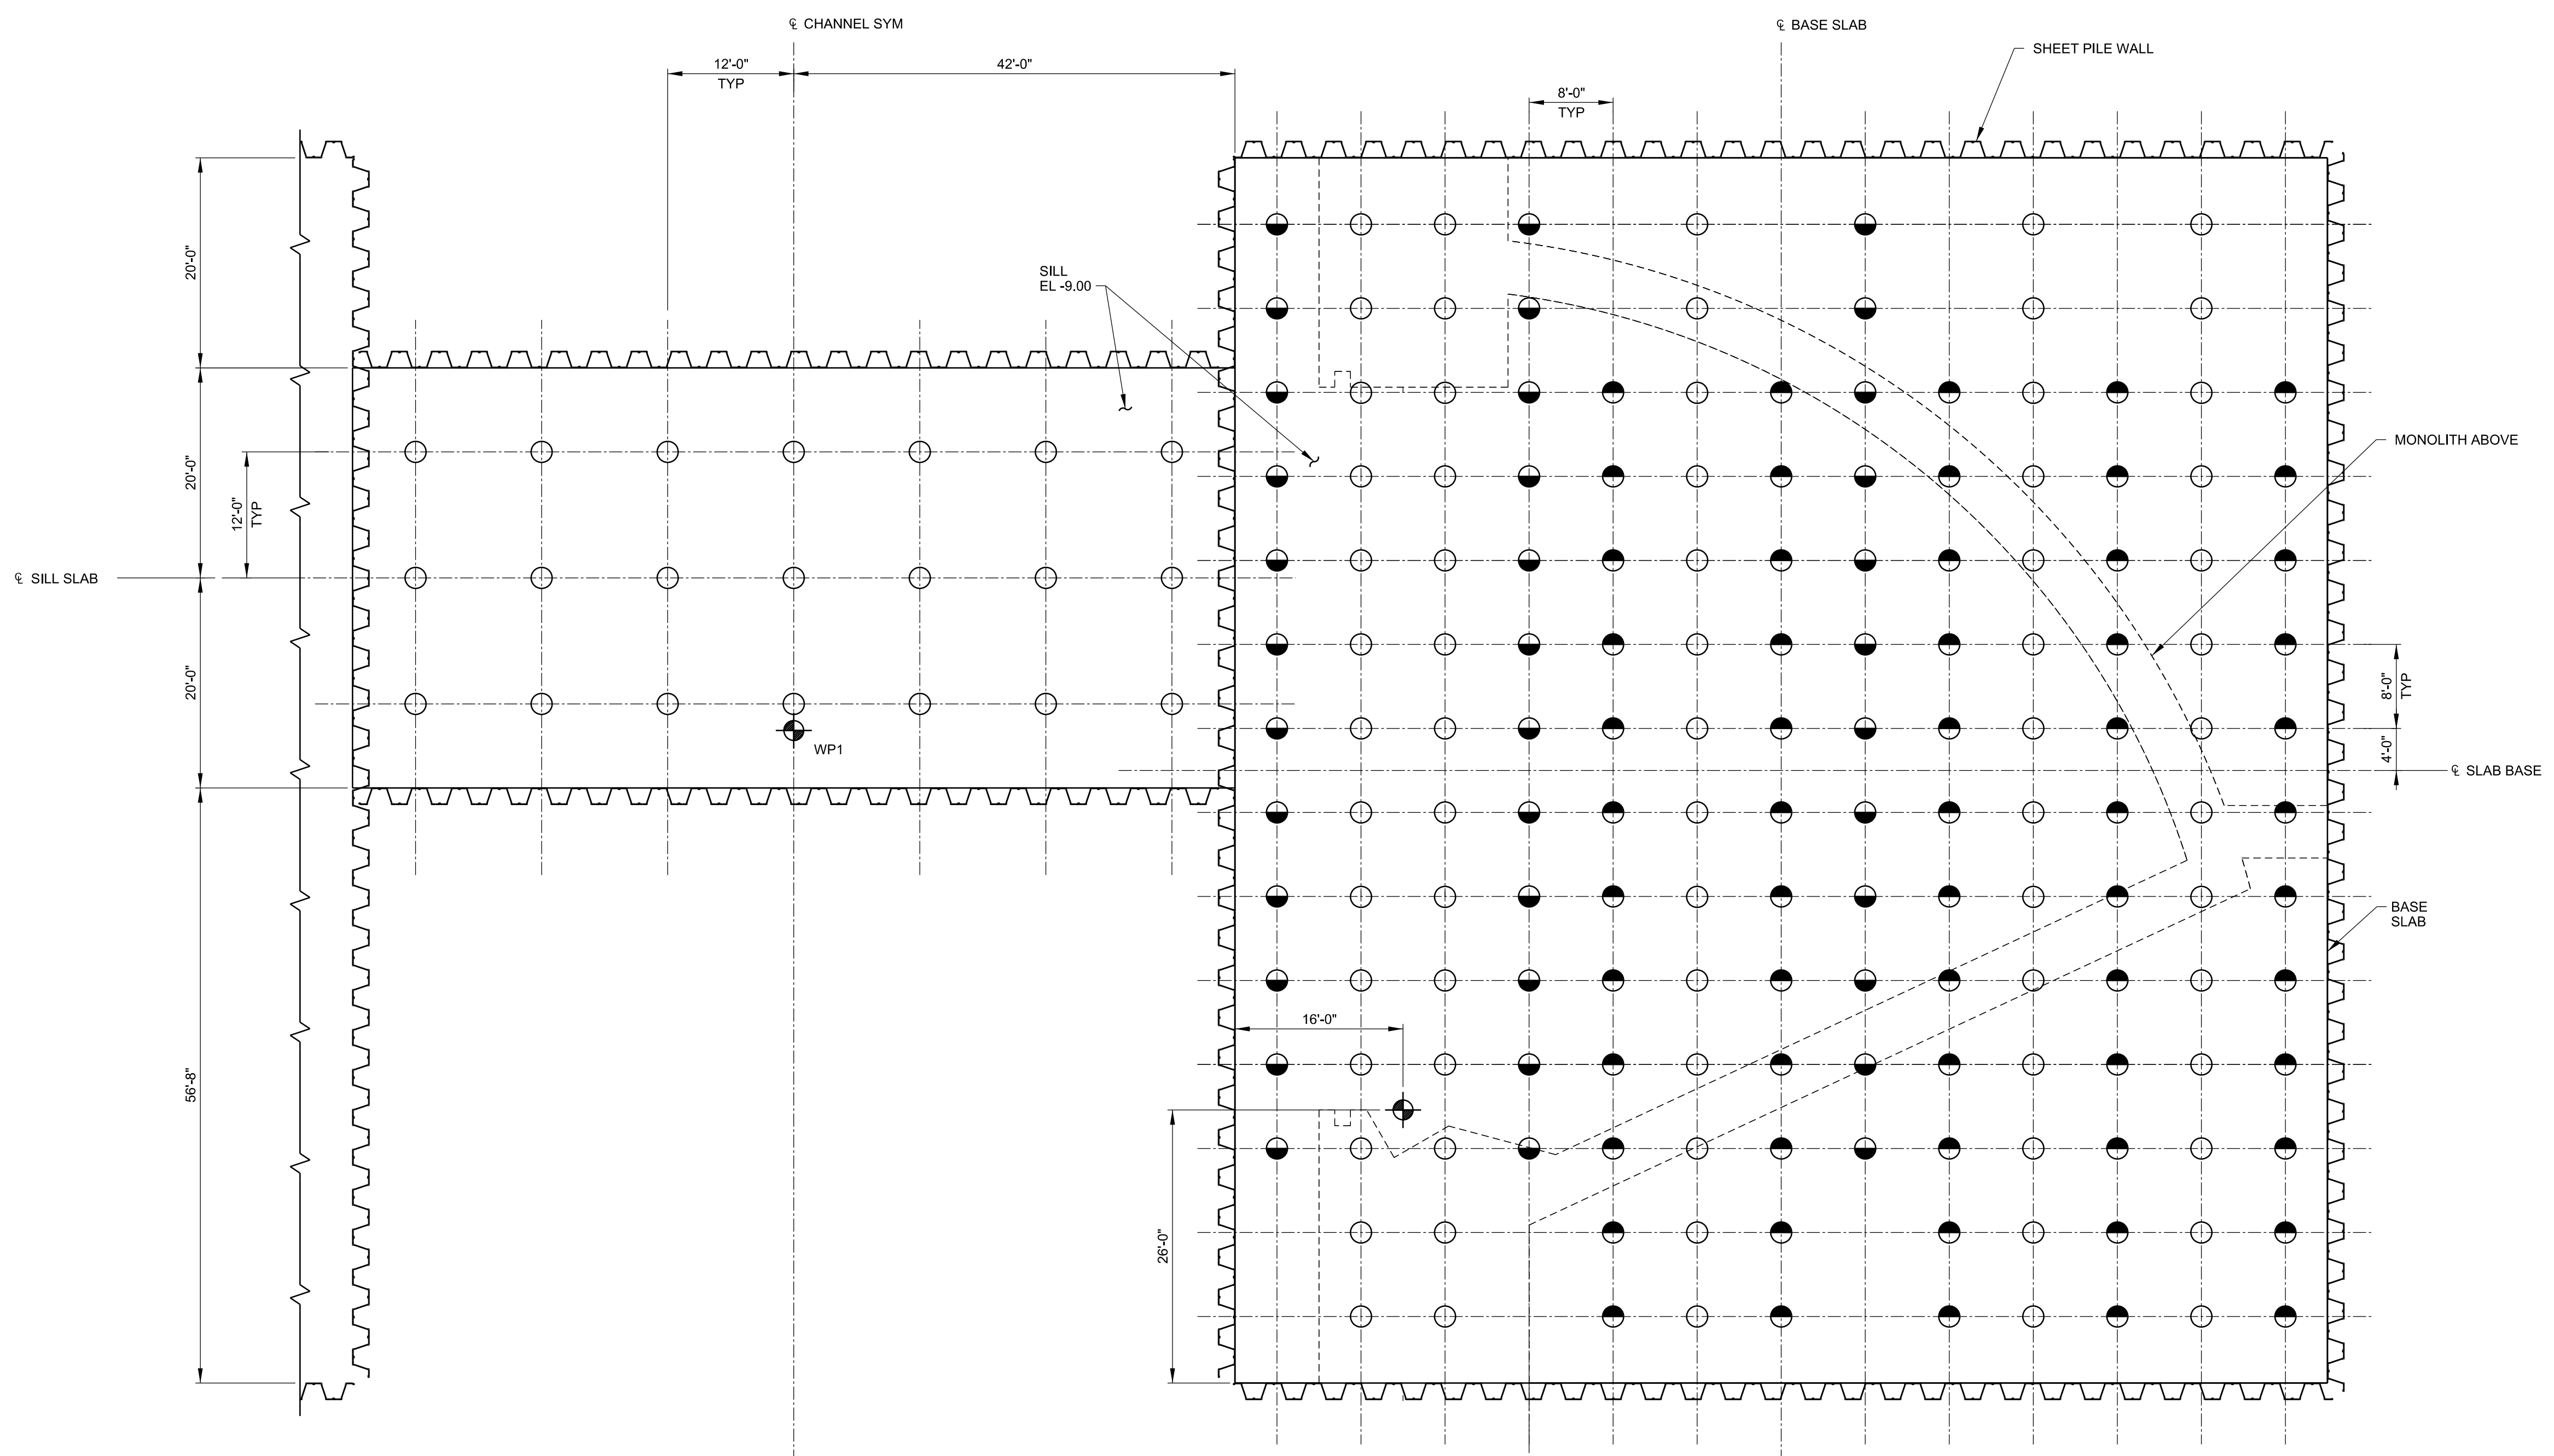 ℄ CHANNEL SYM
℄ BASE SLAB
SHEET PILE WALL
12'-0"
TYP
42'-0"
8'-0"
TYP
20'-0"
SILL
EL -9.00
MONOLITH ABOVE
20'-0"
12'-0"
TYP
℄ SILL SLAB
20'-0"
WP1
8'-0"
TYP
4'-0"
℄ SLAB BASE
BASE
SLAB
16'-0"
56'-8"
26'-0"